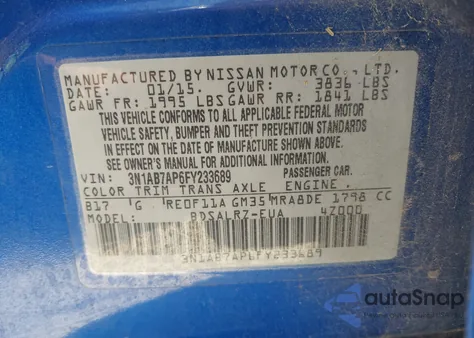 MANUFACTURED BY NISSAN MOTOR CO., LTD.
DATE: 01/15. GVWR: 3836 LBS
GAWR FR: 1995 LBS GAWR RR: 1841 LBS
THIS VEHICLE CONFORMS TO ALL APPLICABLE FEDERAL MOTOR
VEHICLE SAFETY, BUMPER AND THEFT PREVENTION STANDARDS
IN EFFECT ON THE DATE OF MANUFACTURE SHOWN ABOVE.
SEE OWNER'S MANUAL FOR ADDITIONAL INFORMATION.
VIN: 3N1AB7AP6FY233689 PASSENGER CAR.
COLOR TRIM TRANS AXLE ENGINE.
B17 G RE0F11A GM35 MRA8DE 1798 CC
MODEL: BDSALRZ-EUA 4Z000
3N1AB7AP6FY233689
autoSnap